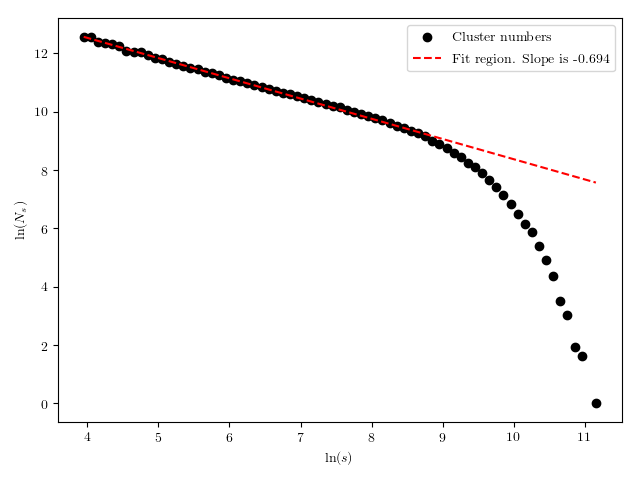 Cluster numbers
Fit region. Slope is -0.694
12
10
8
6
4
2
0
ln(N_s)
4 5 6 7 8 9 10 11
ln(s)